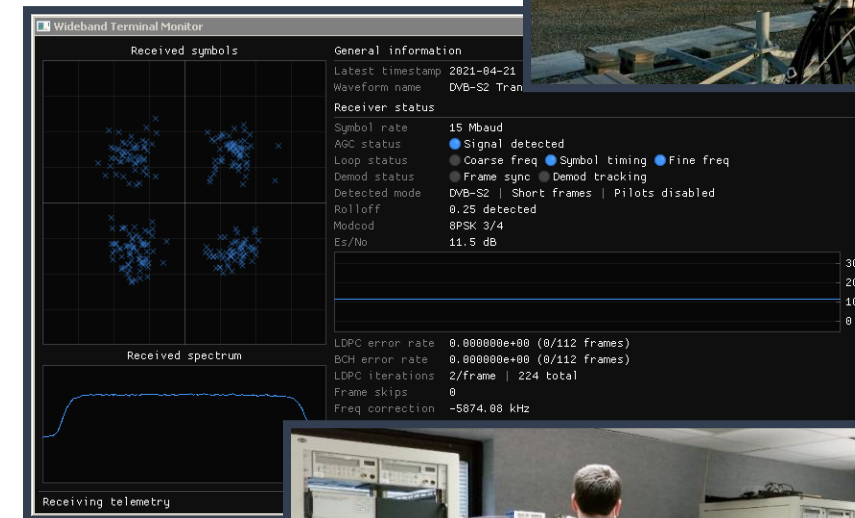 Wideband Terminal Monitor
Received symbols
General information
Latest timestamp 2021-04-21
Waveform name DVB-S2 Tran
Receiver status
Symbol rate 15 Mbaud
AGC status Signal detected
Loop status Coarse freq Symbol timing Fine freq
Demod status Frame sync Demod tracking
Detected mode DVB-S2 | Short frames | Pilots disabled
Rolloff 0.25 detected
Modcod 8PSK 3/4
Es/No 11.5 dB
30
20
10
0
LDPC error rate 0.000000e+00 (0/112 frames)
BCH error rate 0.000000e+00 (0/112 frames)
LDPC iterations 2/frame | 224 total
Frame skips 0
Freq correction -5874.08 kHz
Received spectrum
Receiving telemetry